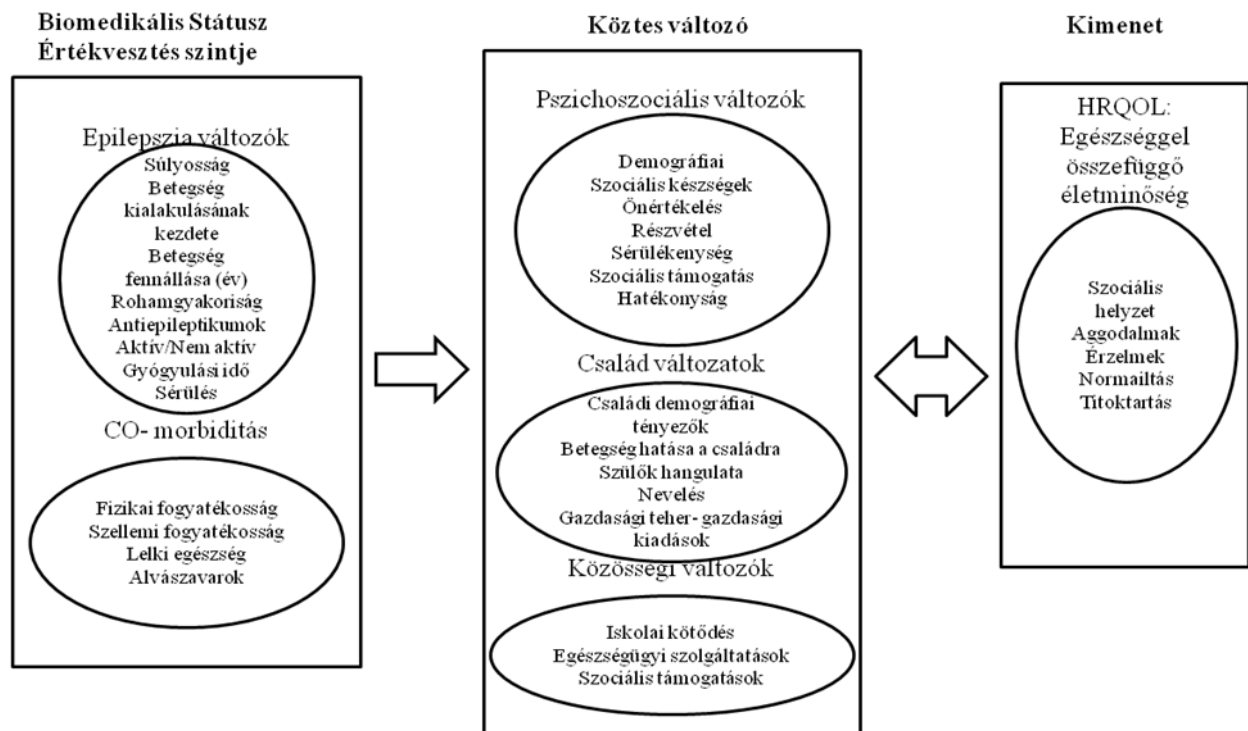 Biomedikális Státusz
Értékvesztés szintje
Epilepszia változók
Súlyosság
Betegség
kialakulásának
kezdete
Betegség
fennállása (év)
Rohamgyakoriság
Antiepileptikumok
Aktív/Nem aktív
Gyógyulási idő
Sérülés
CO- morbiditás
Fizikai fogyatékosság
Szellemi fogyatékosság
Lelki egészség
Alvászavarok
Köztes változó
Pszichoszociális változók
Demográfiai
Szociális készségek
Önértékelés
Részvétel
Sérülékenység
Szociális támogatás
Hatékonyság
Család változatok
Családi demográfiai
tényezők
Betegség hatása a családra
Szülők hangulata
Nevelés
Gazdasági teher- gazdasági
kiadások
Közösségi változók
Iskolai kötődés
Egészségügyi szolgáltatások
Szociális támogatások
Kimenet
HRQOL:
Egészséggel
összefüggő
életminőség
Szociális
helyzet
Aggodalmak
Érzelmek
Normailtás
Titoktartás